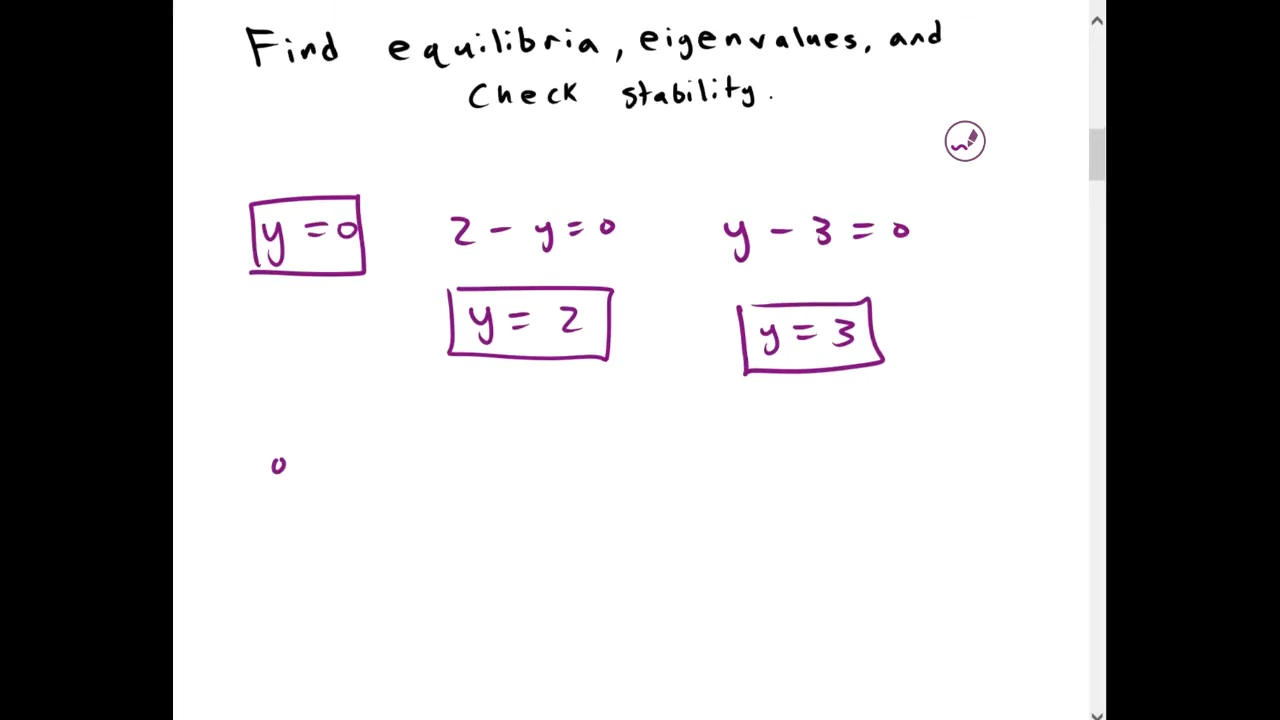 Find equilibria, eigenvalues, and
Check stability.
y = 0
2 - y = 0
y - 3 = 0
y = 2
y = 3
0